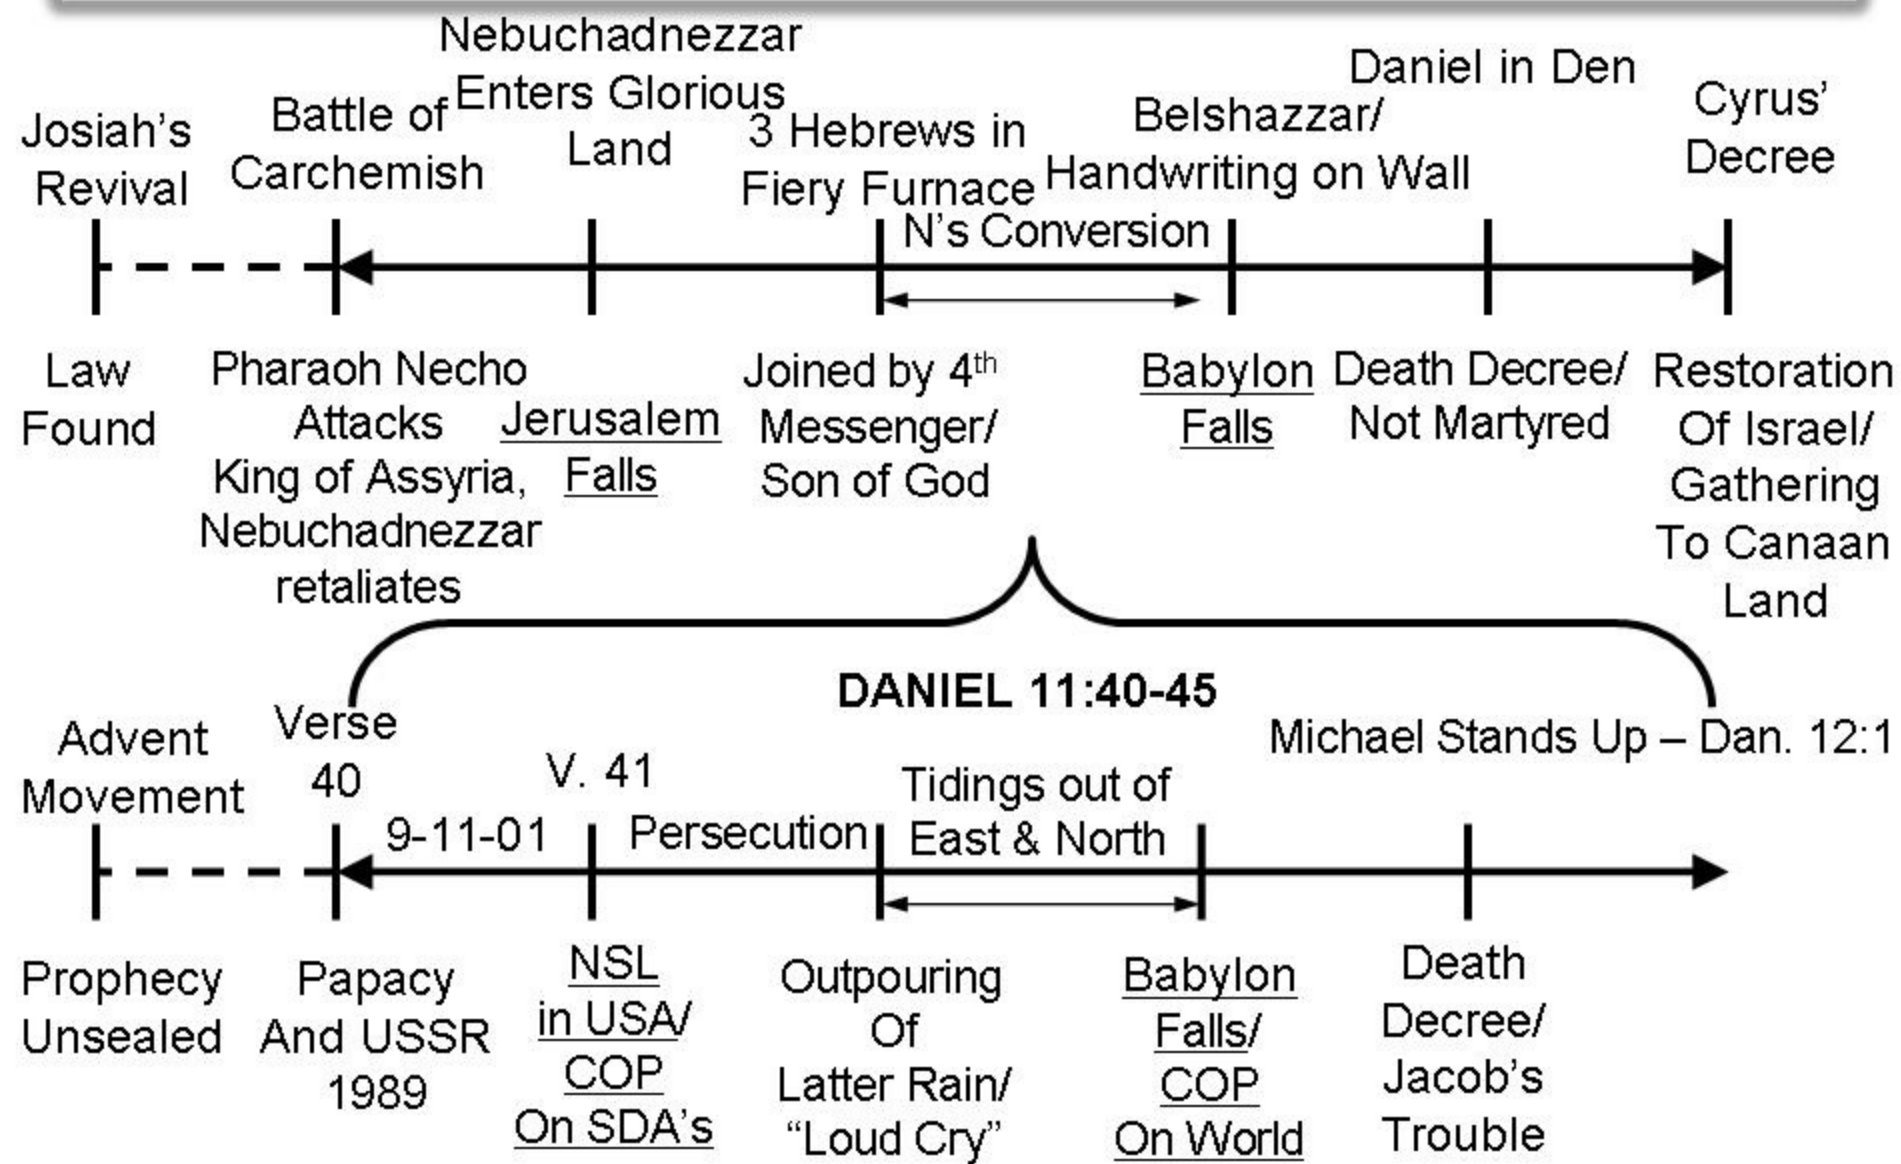 Josiah's
Revival
Battle of
Carchemish
Nebuchadnezzar
Enters Glorious
Land
3 Hebrews in
Fiery Furnace
N's Conversion
Belshazzar/
Handwriting on Wall
Daniel in Den
Cyrus'
Decree
Law
Found
Pharaoh Necho
Attacks
King of Assyria,
Nebuchadnezzar
retaliates
Jerusalem
Falls
Joined by 4th
Messenger/
Son of God
Babylon
Falls
Death Decree/
Not Martyred
Restoration
Of Israel/
Gathering
To Canaan
Land
DANIEL 11:40-45
Advent
Movement
Verse
40
9-11-01
V. 41
Persecution
Tidings out of
East & North
Michael Stands Up – Dan. 12:1
Prophecy
Unsealed
Papacy
And USSR
1989
NSL
in USA/
COP
On SDA's
Outpouring
Of
Latter Rain/
“Loud Cry”
Babylon
Falls/
COP
On World
Death
Decree/
Jacob's
Trouble